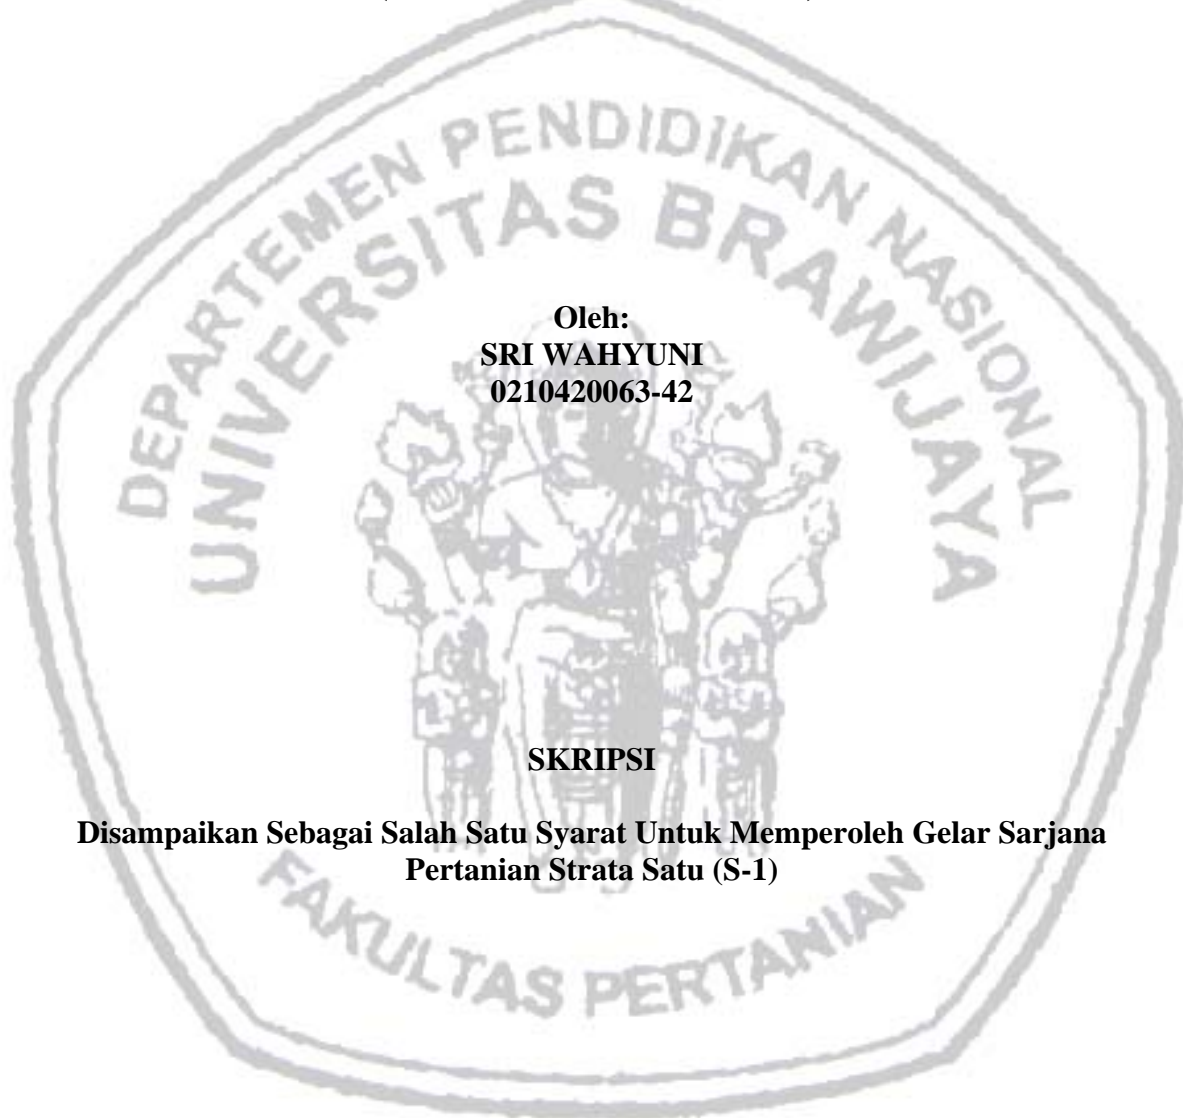 DEPARTEMEN PENDIDIKAN NASIONAL
UNIVERSITAS BRAWIJAYA
Oleh:
SRI WAHYUNI
0210420063-42
SKRIPSI
Disampaikan Sebagai Salah Satu Syarat Untuk Memperoleh Gelar Sarjana
Pertanian Strata Satu (S-1)
FAKULTAS PERTANIAN